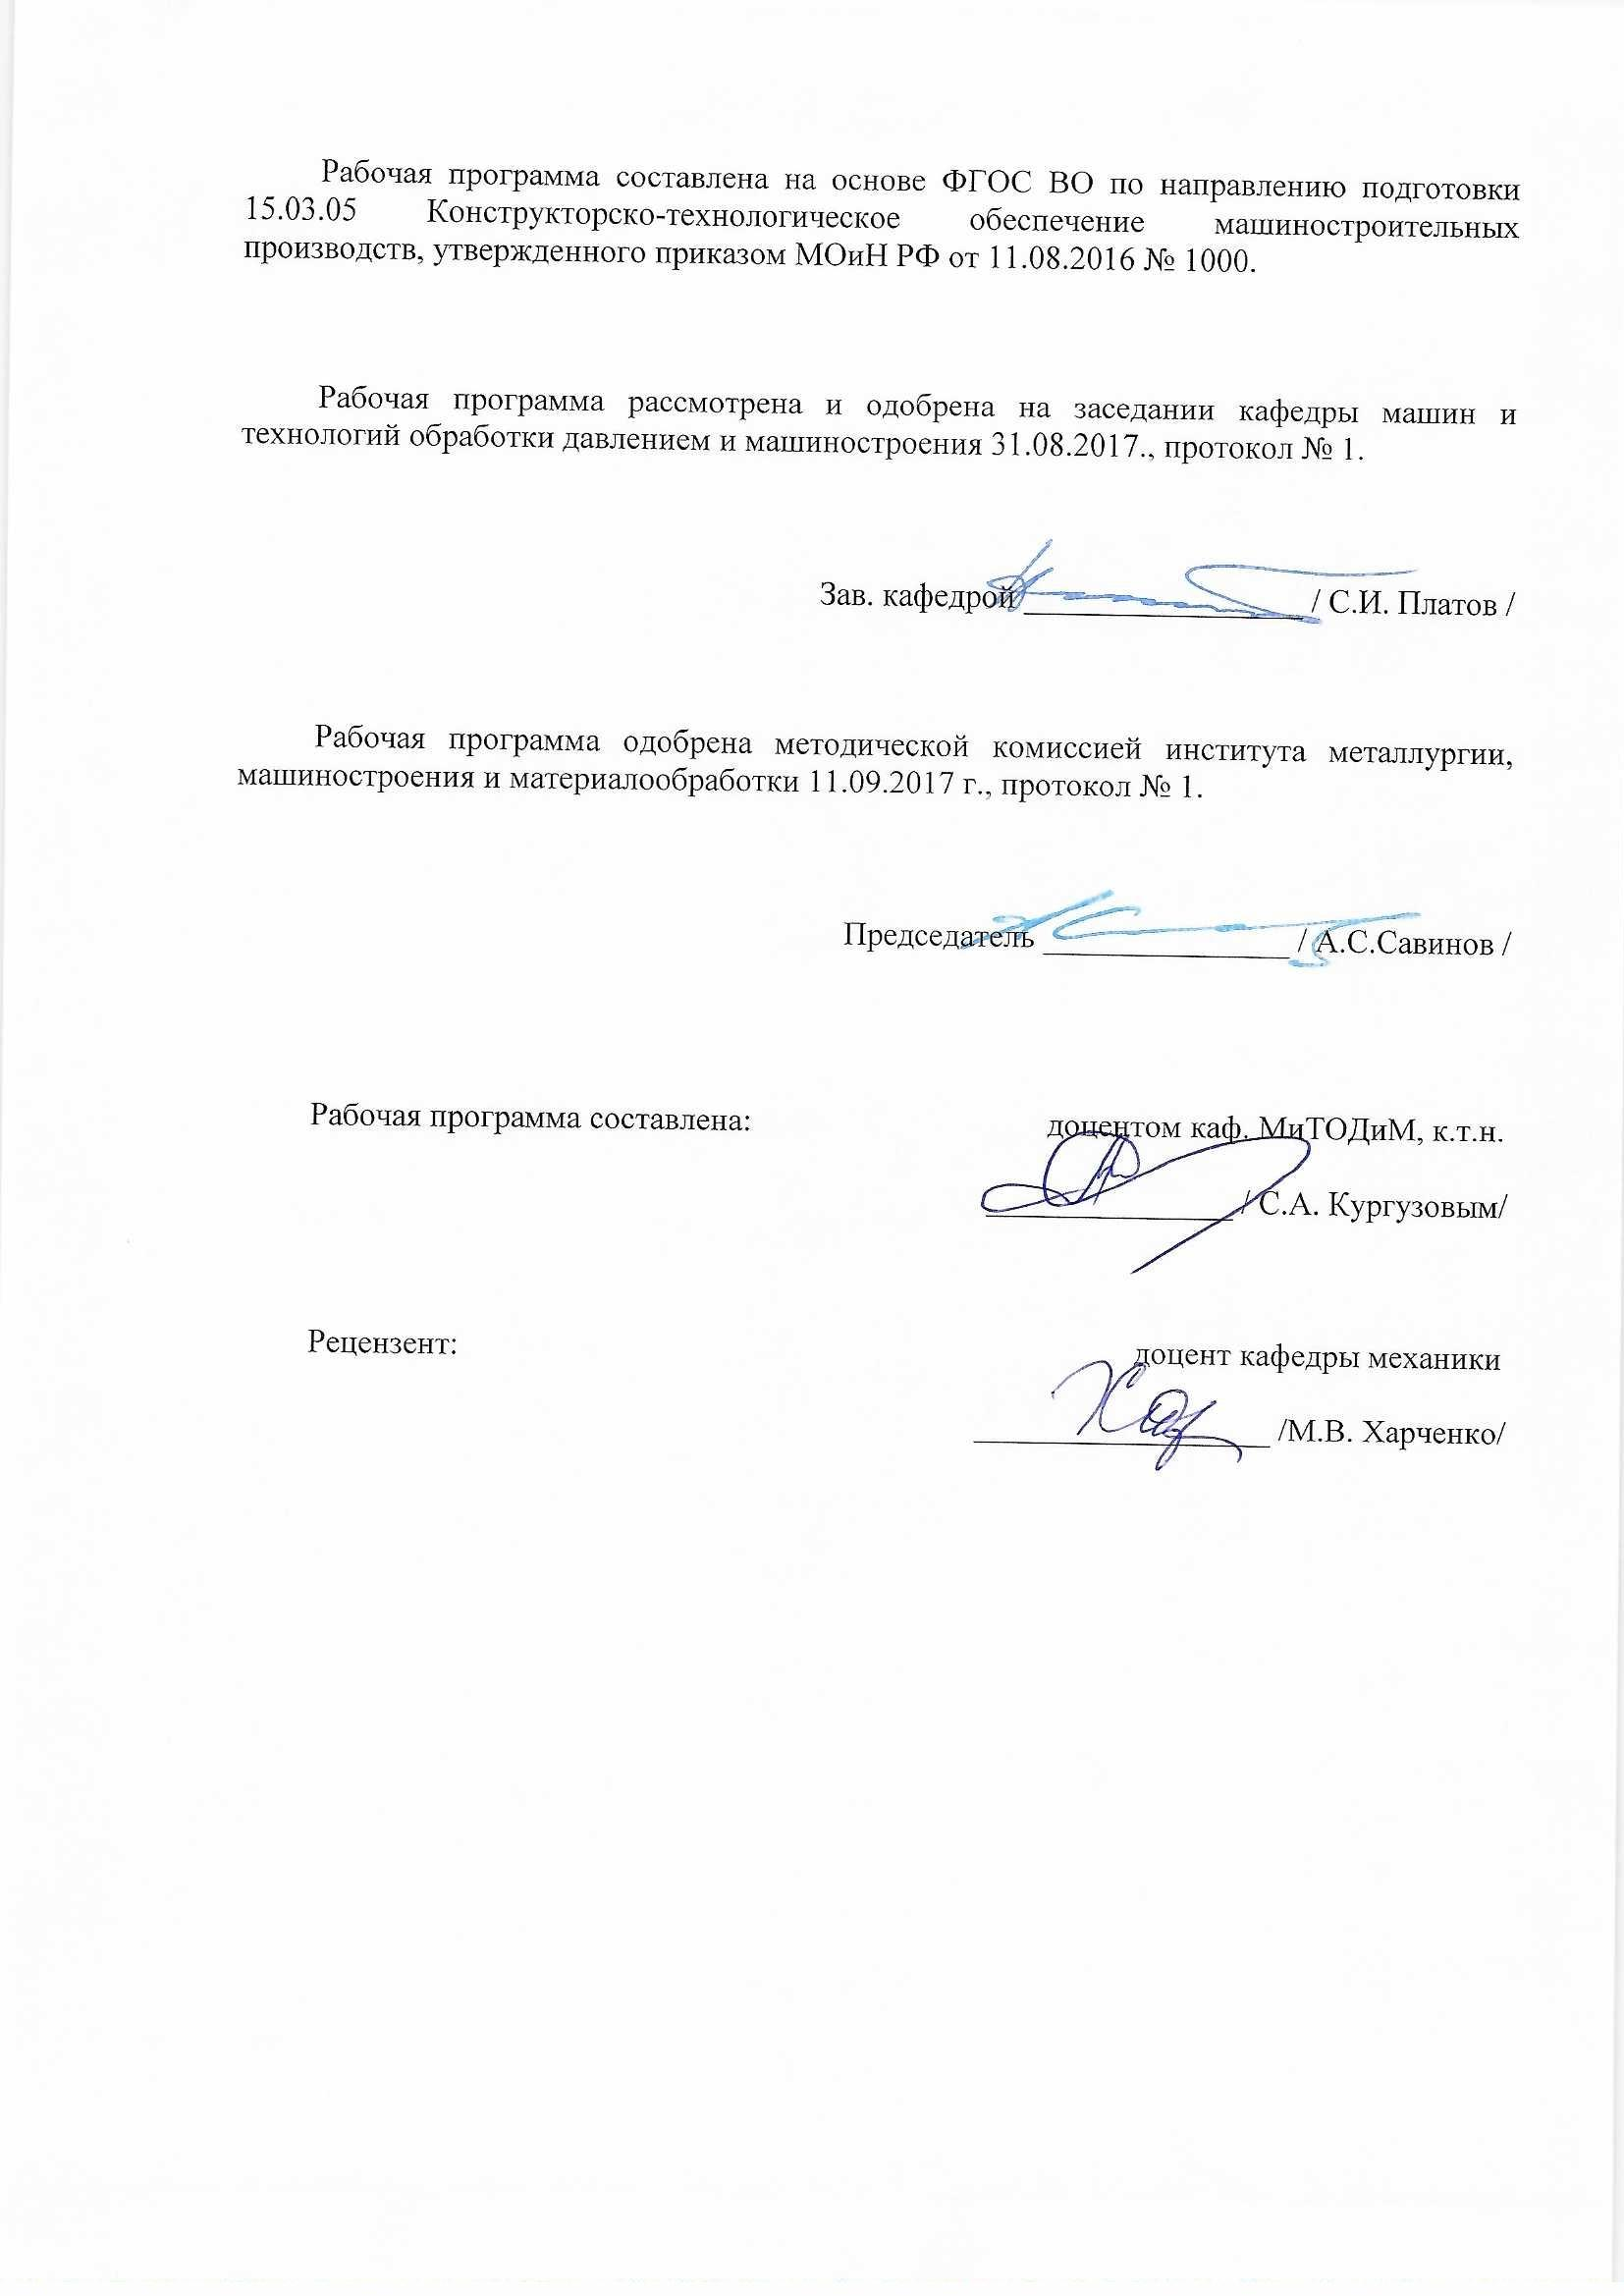 Рабочая программа составлена на основе ФГОС ВО по направлению подготовки
15.03.05 Конструкторско-технологическое обеспечение машиностроительных
производств, утвержденного приказом МОиН РФ от 11.08.2016 № 1000.
Рабочая программа рассмотрена и одобрена на заседании кафедры машин и
технологий обработки давлением и машиностроения 31.08.2017., протокол № 1.
Зав. кафедрой / С.И. Платов /
Рабочая программа одобрена методической комиссией института металлургии,
машиностроения и материалообработки 11.09.2017 г., протокол № 1.
Председатель / А.С.Савинов /
Рабочая программа составлена: доцентом каф. МиТОДиМ, к.т.н.
/ С.А. Кургузовым/
Рецензент: доцент кафедры механики
/М.В. Харченко/